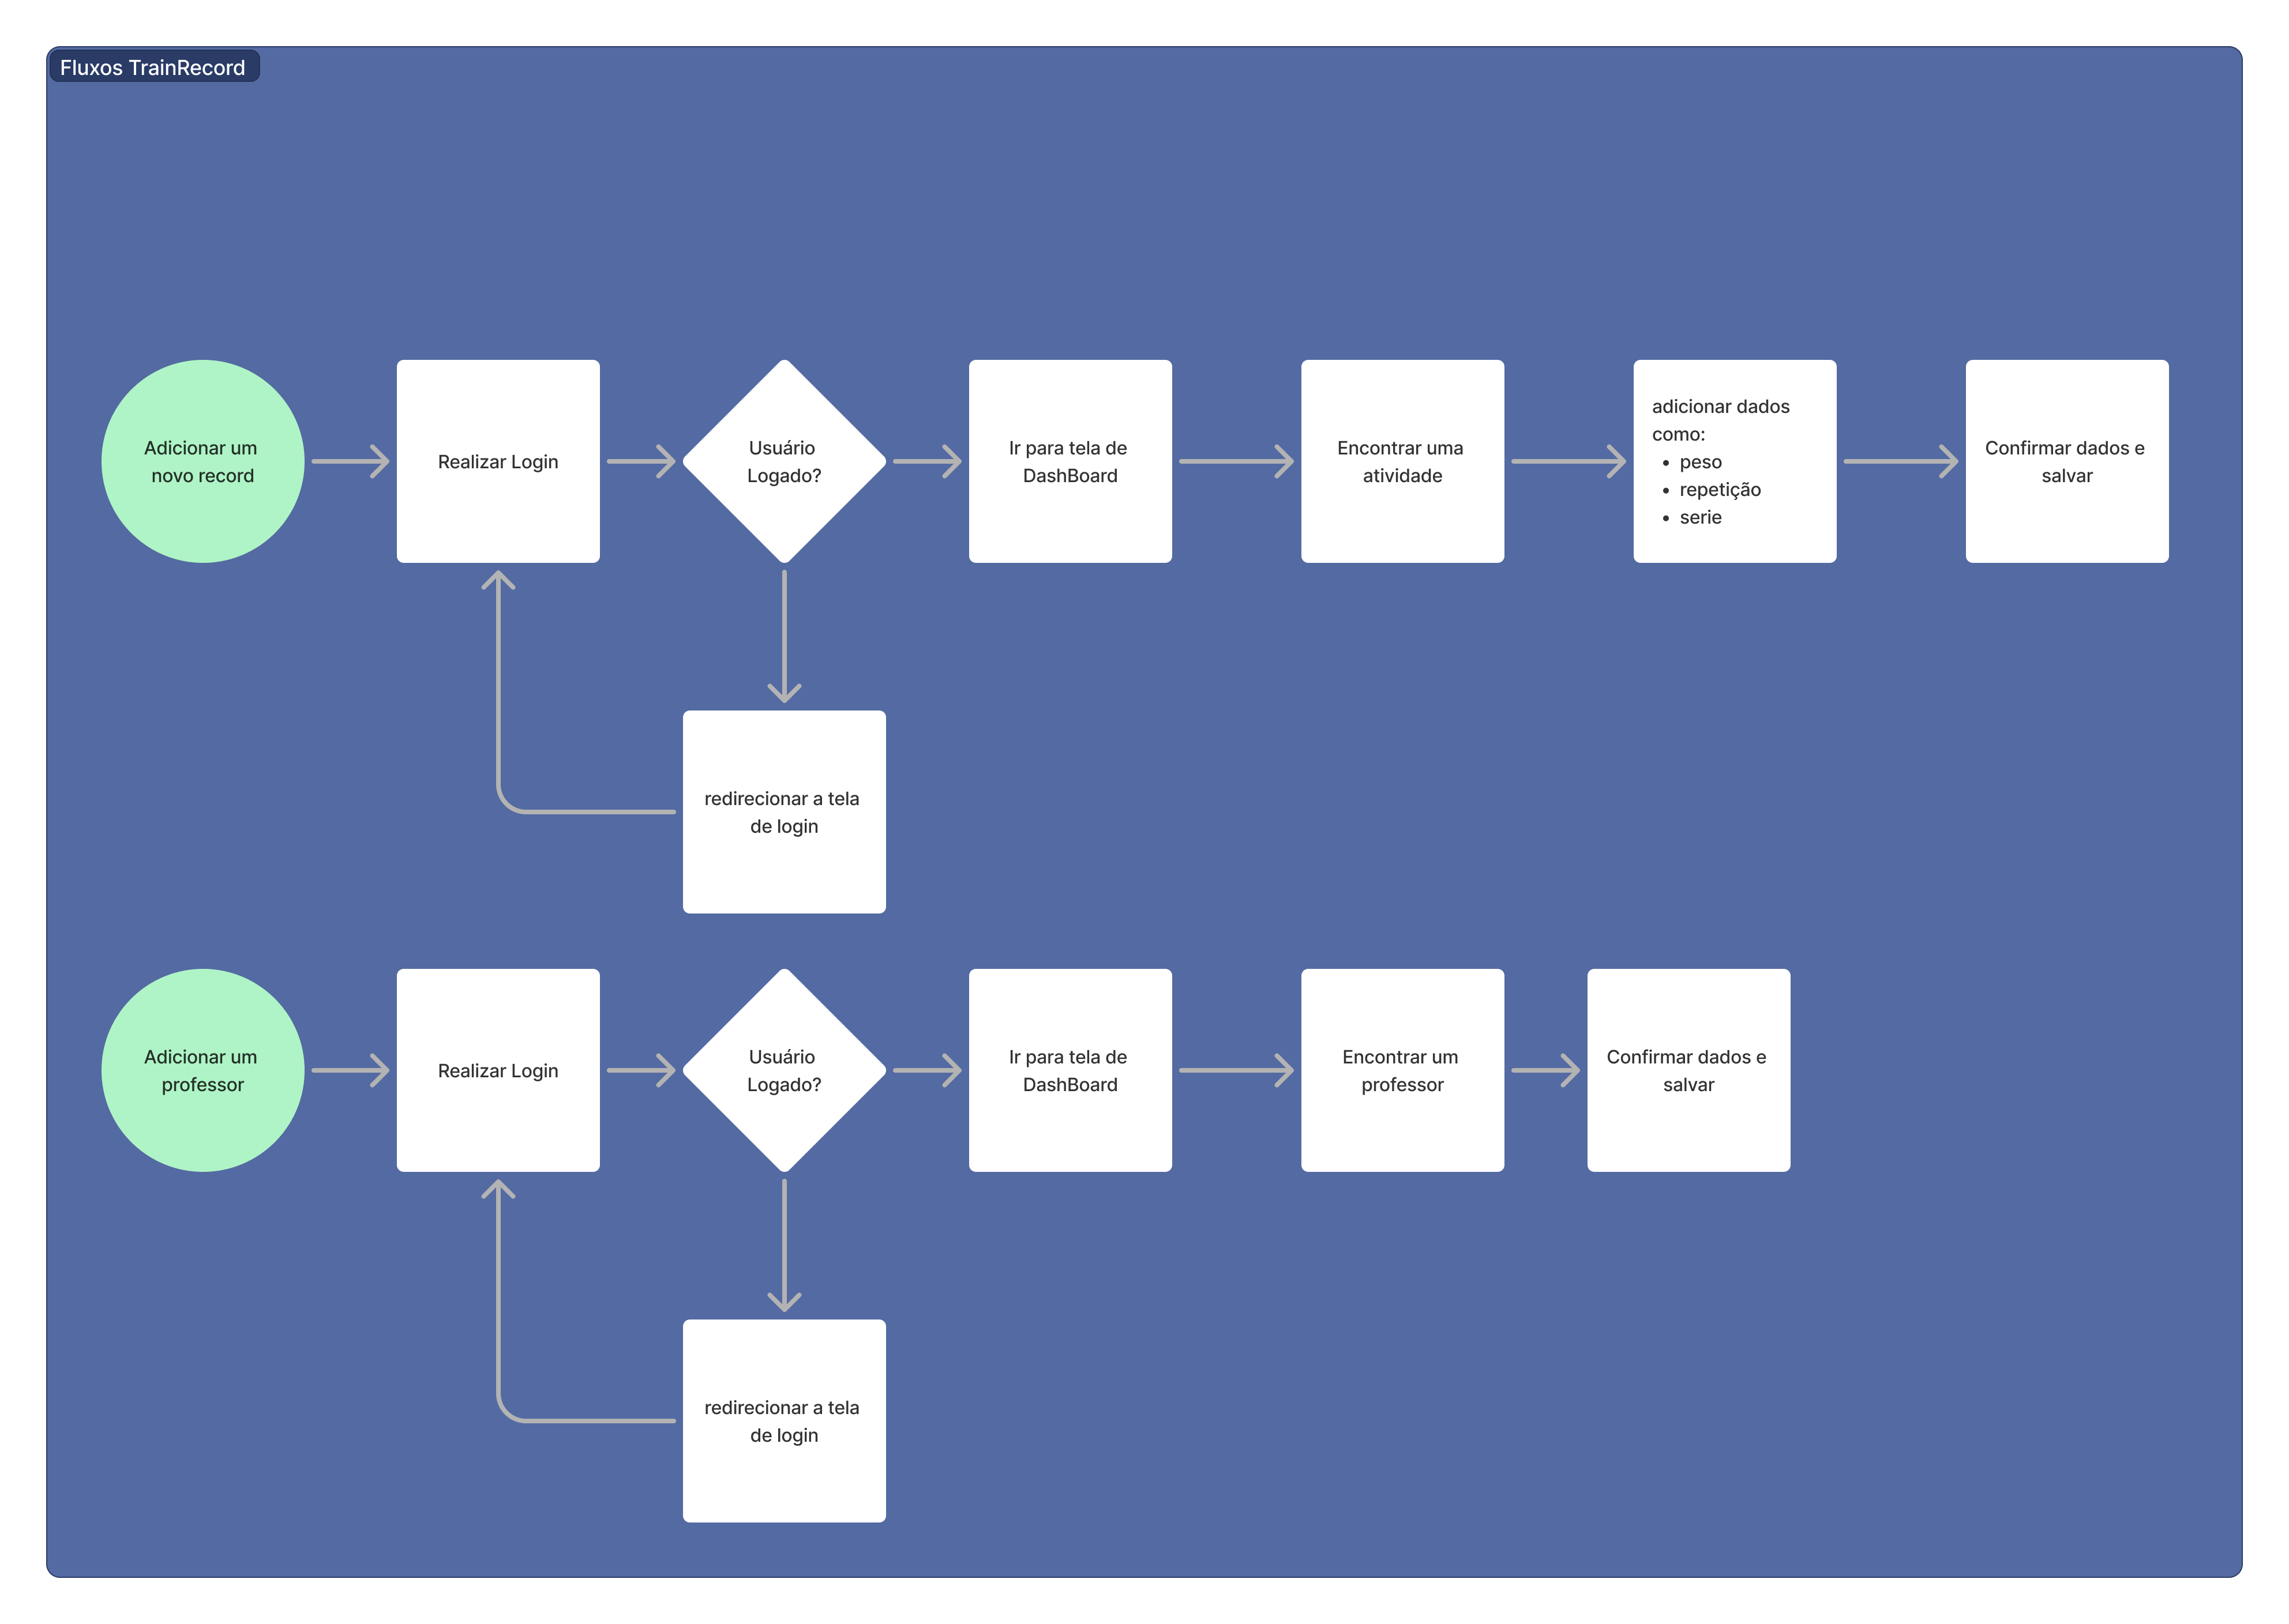 Fluxos TrainRecord
Adicionar um
novo record
Realizar Login
Usuário
Logado?
Ir para tela de
DashBoard
Encontrar uma
atividade
adicionar dados
como:
• peso
• repetição
• serie
Confirmar dados e
salvar
redirecionar a tela
de login
Adicionar um
professor
Realizar Login
Usuário
Logado?
Ir para tela de
DashBoard
Encontrar um
professor
Confirmar dados e
salvar
redirecionar a tela
de login